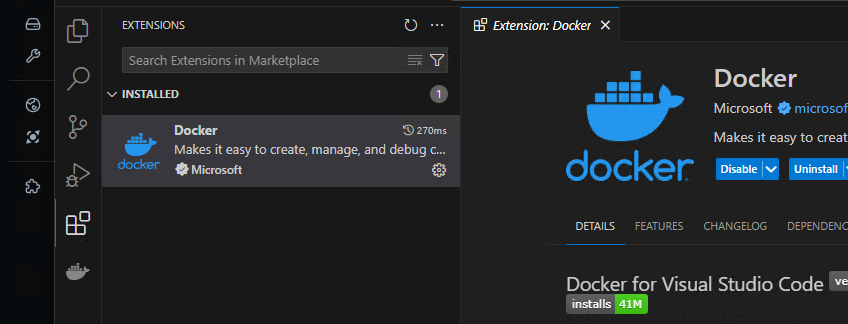 EXTENSIONS
Search Extensions in Marketplace
INSTALLED
1
Docker
270ms
Makes it easy to create, manage, and debug c...
Microsoft
docker
Extension: Docker
docker
Docker
Microsoft microsof
Makes it easy to creat
Disable
Uninstall
DETAILS FEATURES CHANGELOG DEPENDENC
Docker for Visual Studio Code ve
installs 41M